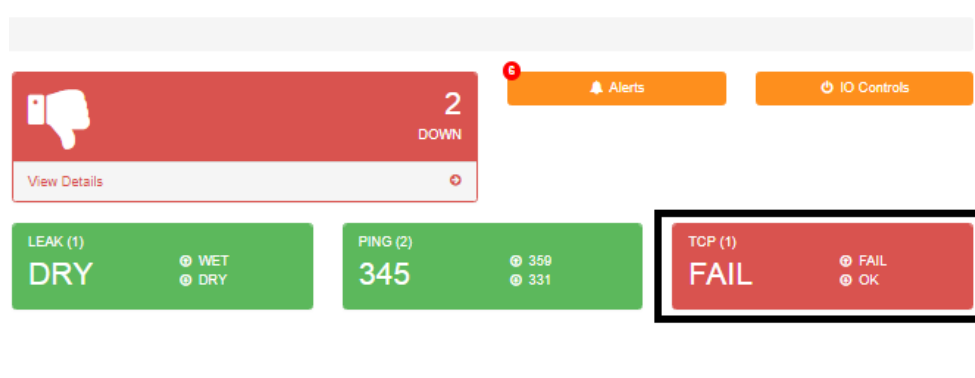 6
Alerts
IO Controls
2
DOWN
View Details
LEAK (1)
DRY
WET
DRY
PING (2)
345
359
331
TCP (1)
FAIL
FAIL
OK